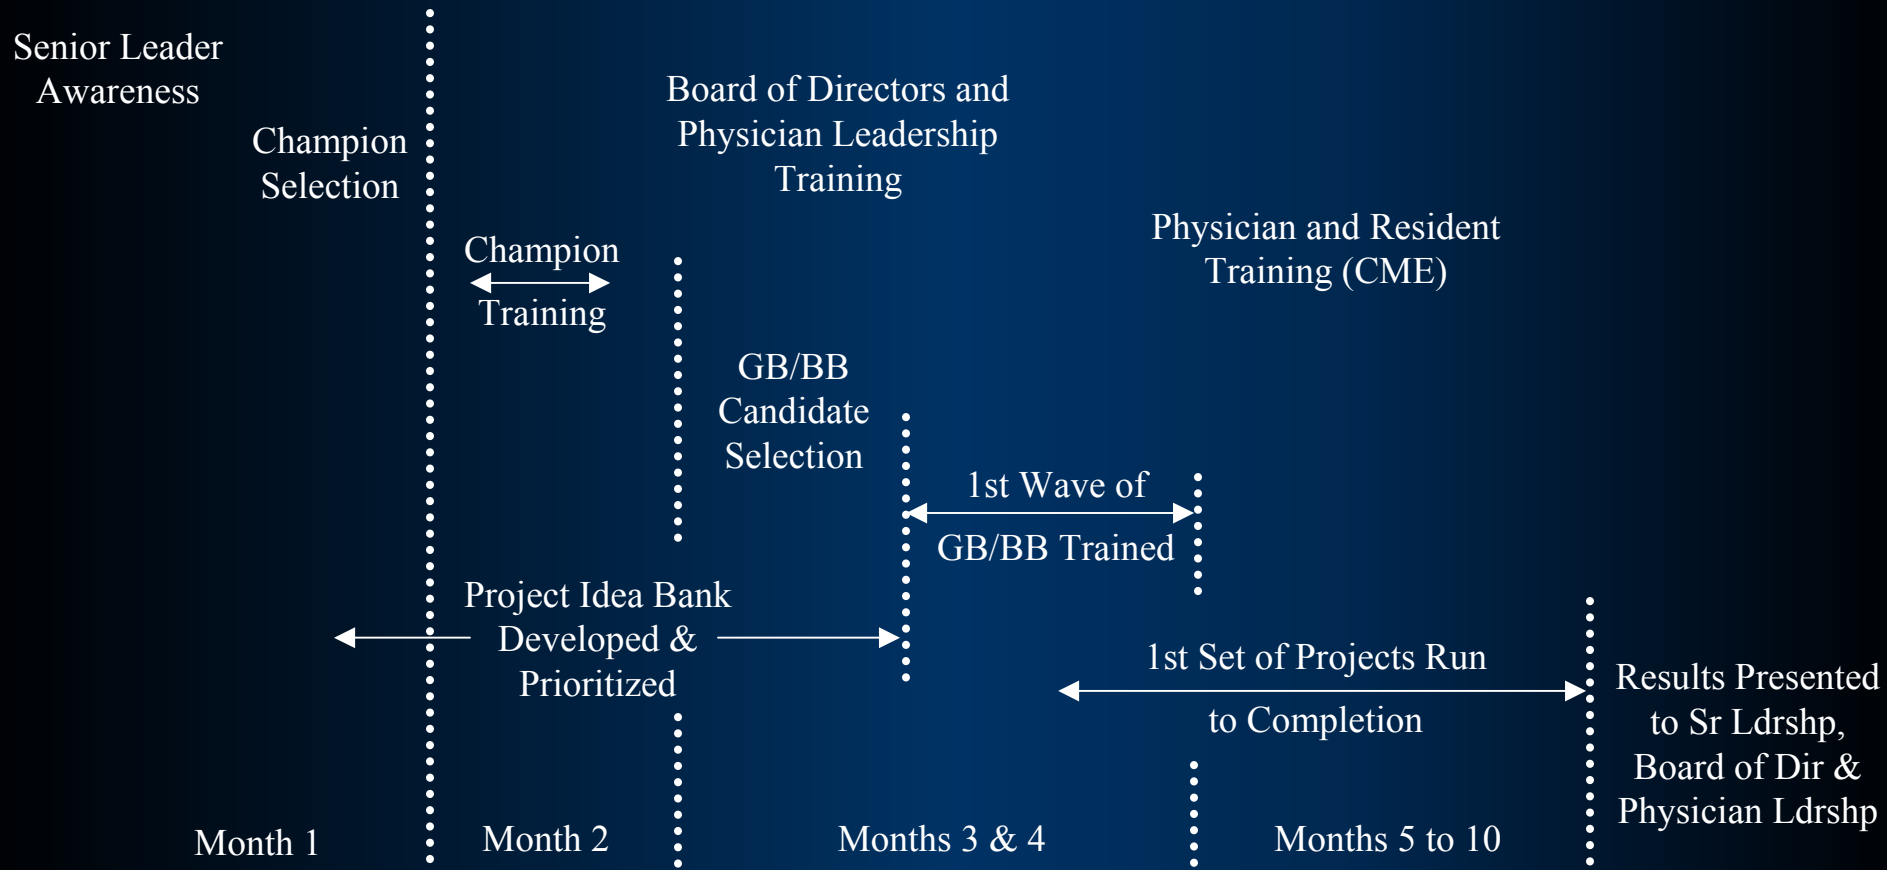 Senior Leader
Awareness
Champion
Selection
Board of Directors and
Physician Leadership
Training
Champion
Training
Physician and Resident
Training (CME)
GB/BB
Candidate
Selection
1st Wave of
GB/BB Trained
Project Idea Bank
Developed &
Prioritized
1st Set of Projects Run
to Completion
Results Presented
to Sr Ldrshp,
Board of Dir &
Physician Ldrshp
Month 1
Month 2
Months 3 & 4
Months 5 to 10